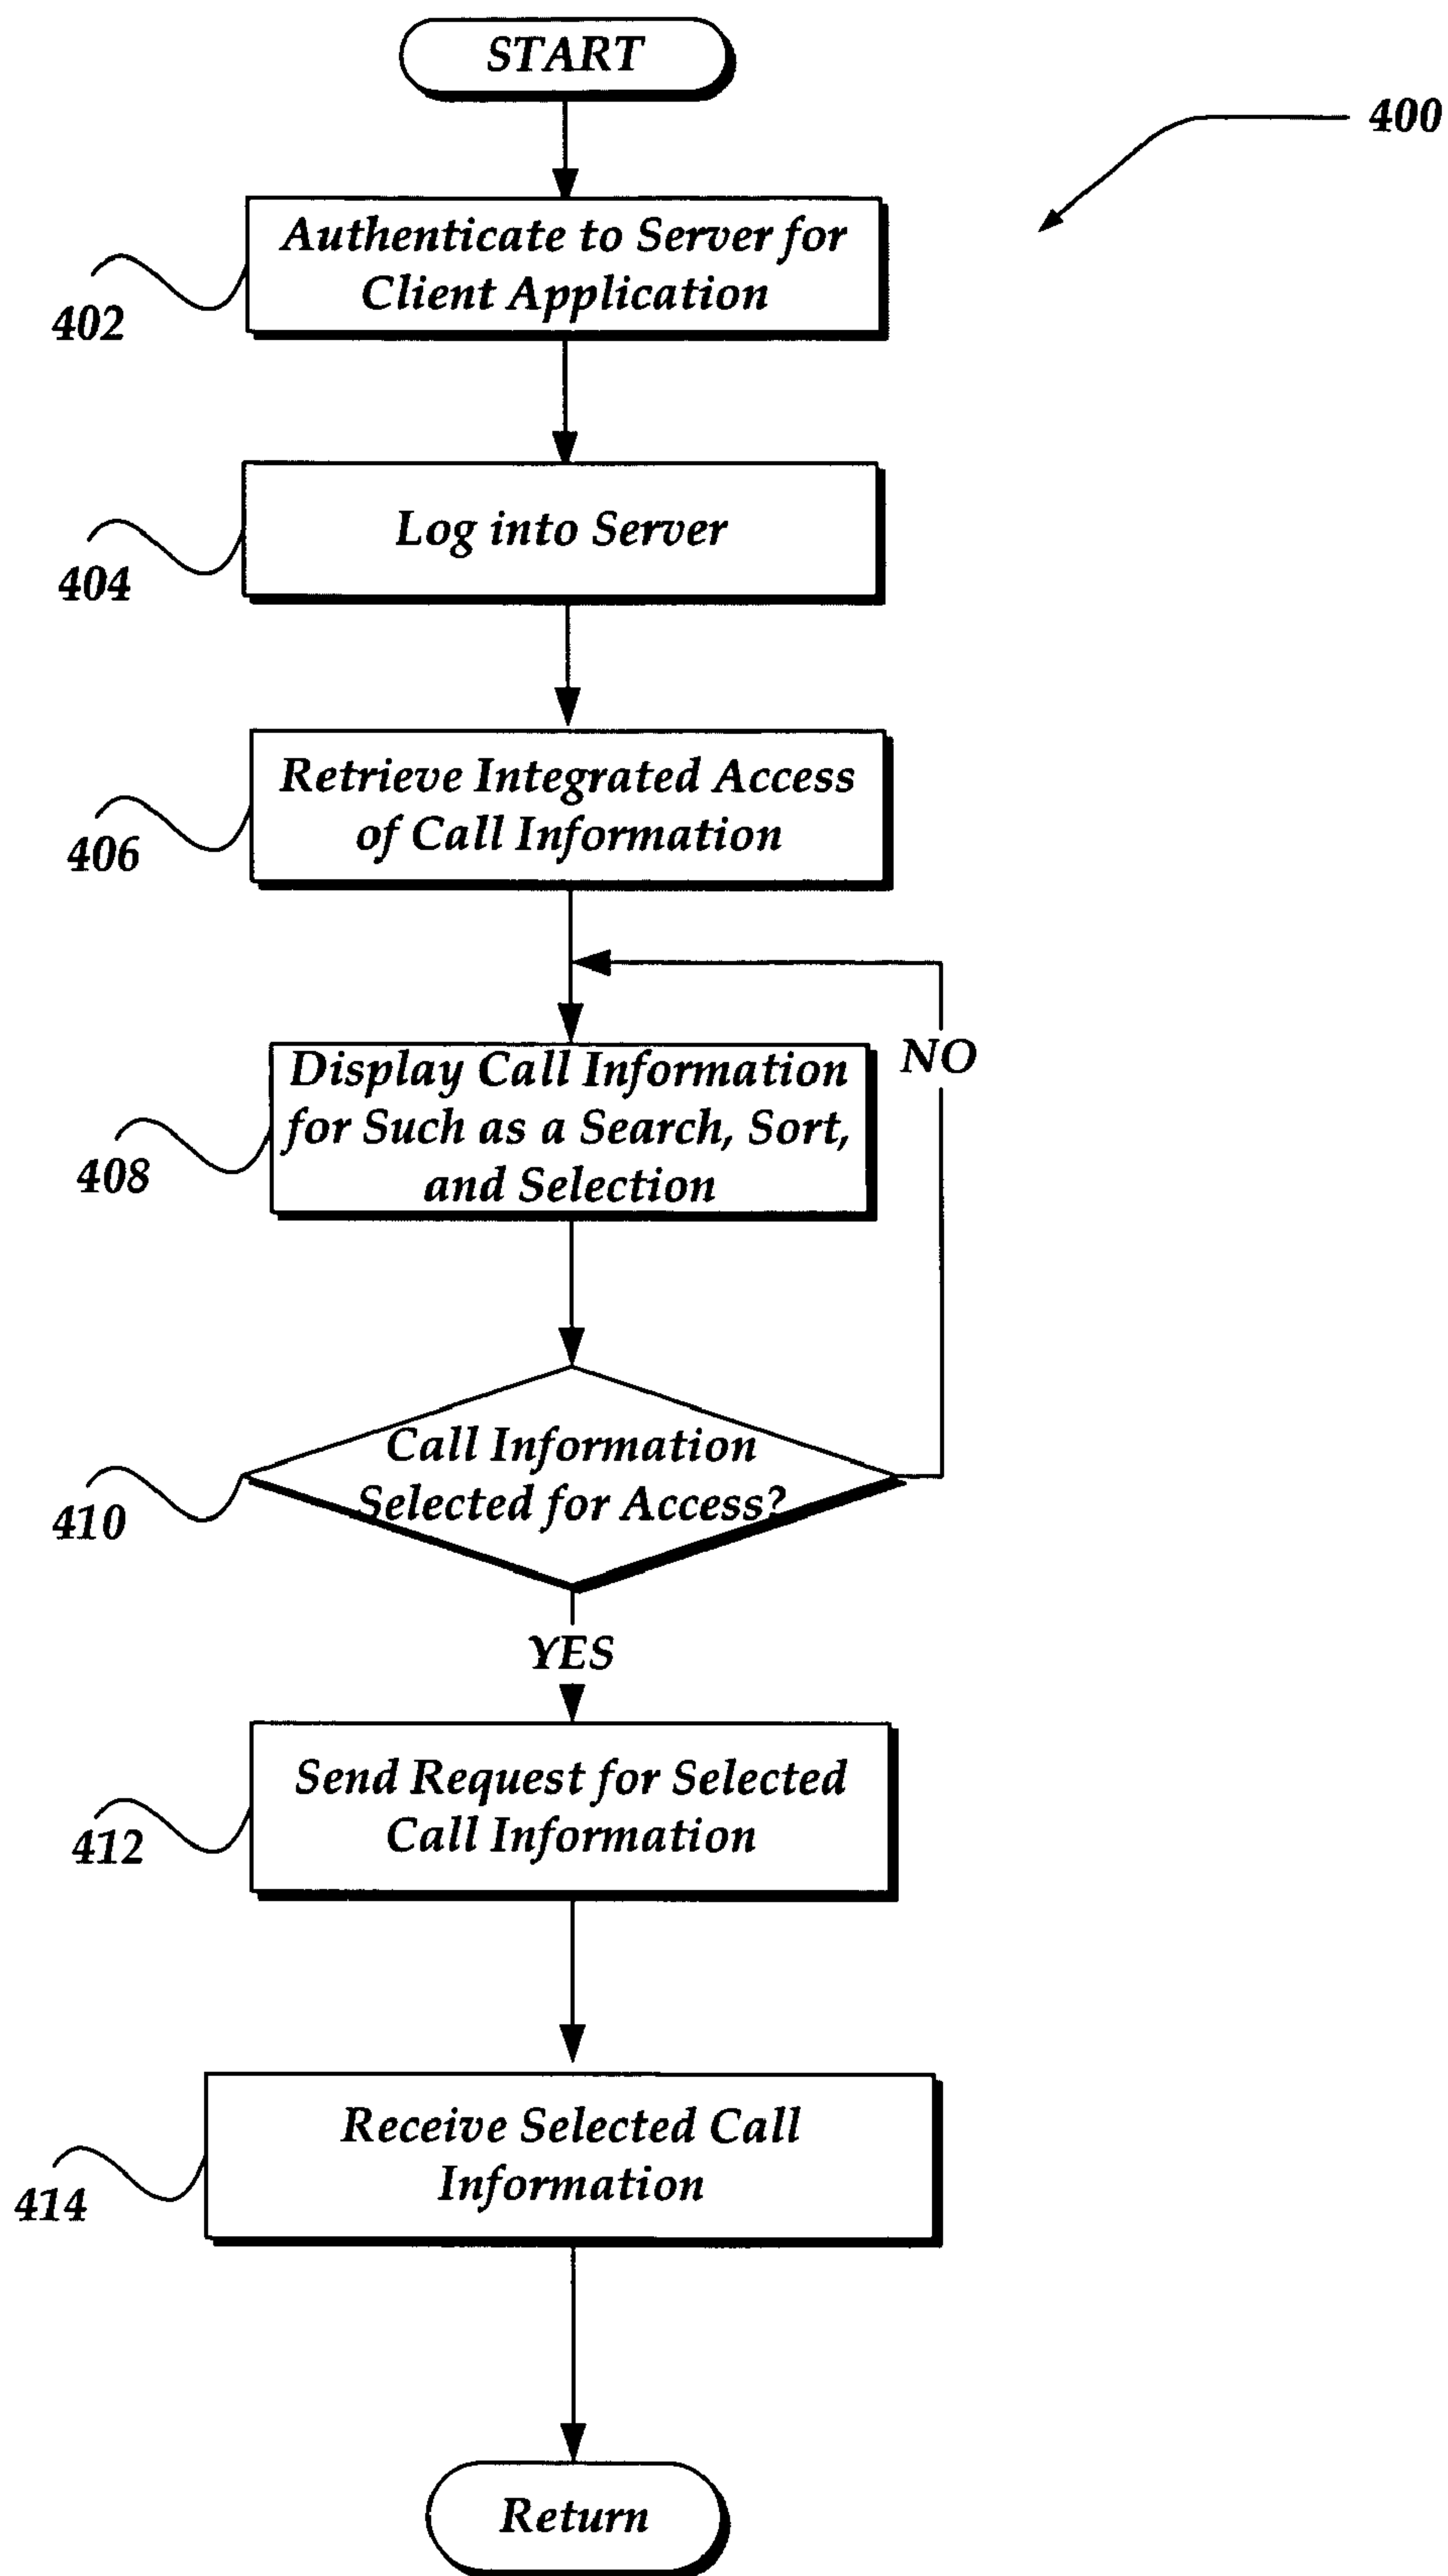 START
400
Authenticate to Server for
Client Application
402
Log into Server
404
Retrieve Integrated Access
of Call Information
406
NO
Display Call Information
for Such as a Search, Sort,
and Selection
408
Call Information
Selected for Access?
410
YES
Send Request for Selected
Call Information
412
Receive Selected Call
Information
414
Return